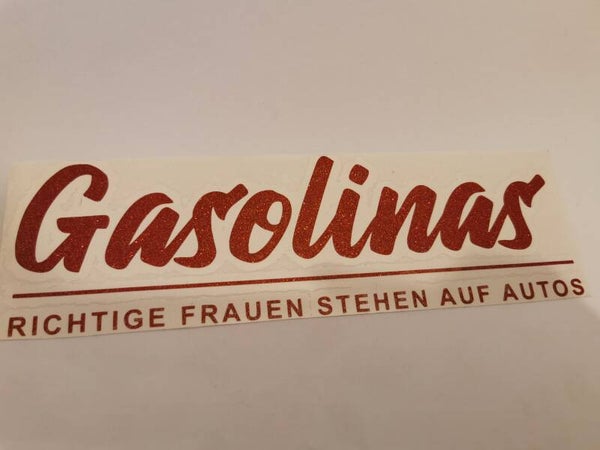 Gasolinas
RICHTIGE FRAUEN STEHEN AUF AUTOS